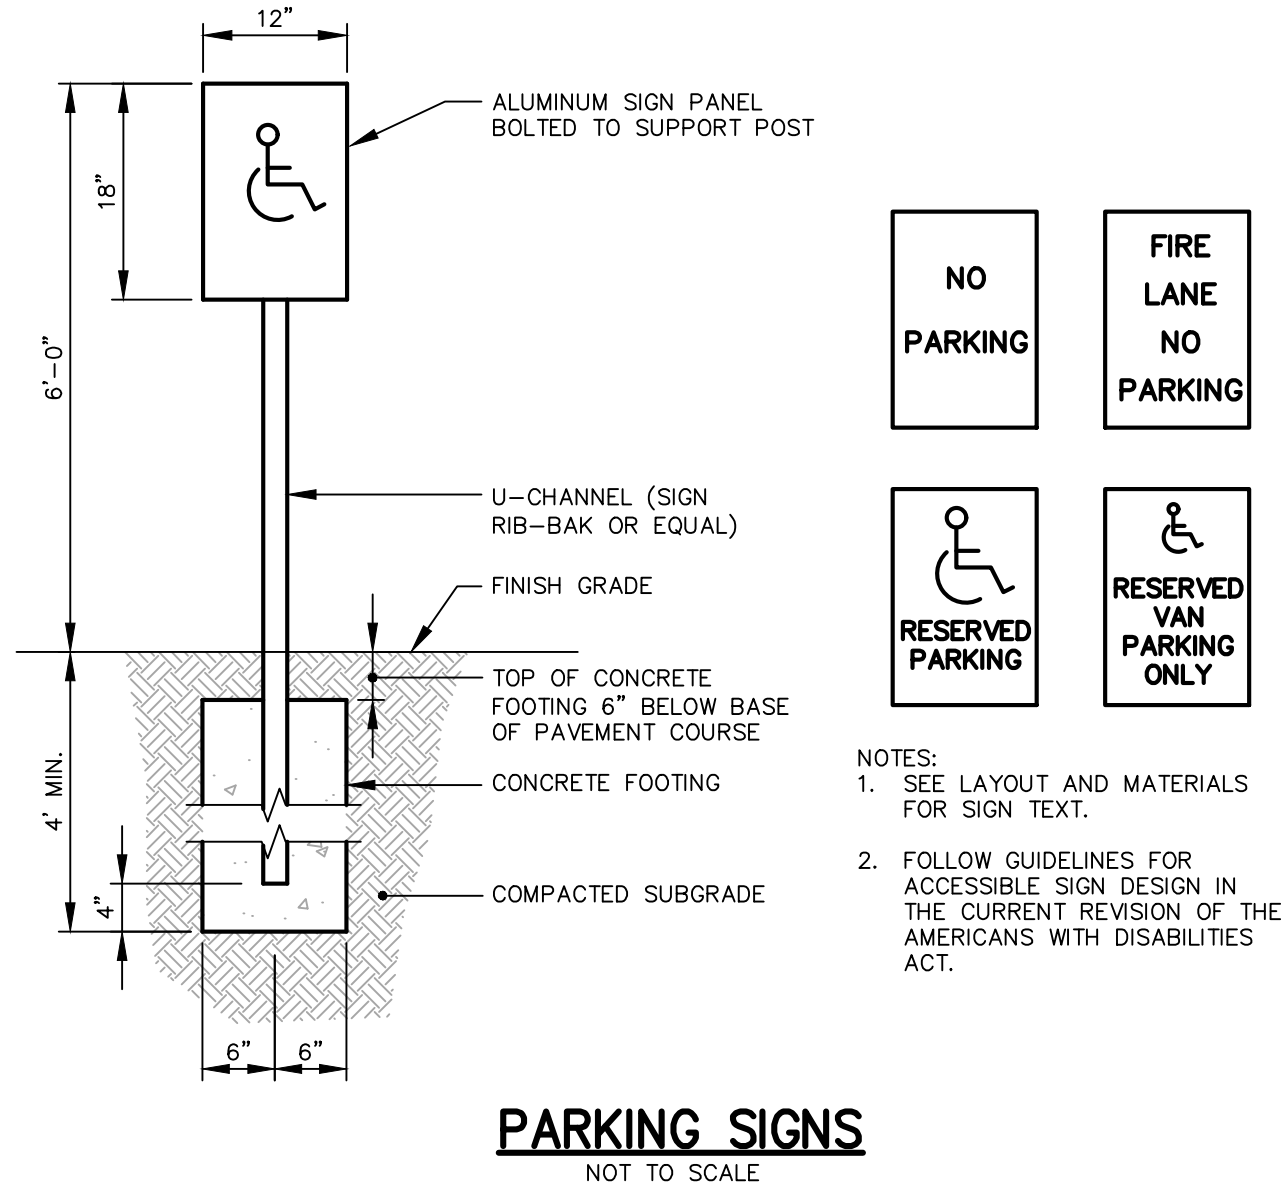 12”
ALUMINUM SIGN PANEL
BOLTED TO SUPPORT POST
18”
6’-0”
U-CHANNEL (SIGN
RIB-BAK OR EQUAL)
FINISH GRADE
TOP OF CONCRETE
FOOTING 6” BELOW BASE
OF PAVEMENT COURSE
CONCRETE FOOTING
4’ MIN.
COMPACTED SUBGRADE
4”
6”
6”
NO
PARKING
FIRE
LANE
NO
PARKING
RESERVED
PARKING
RESERVED
VAN
PARKING
ONLY
NOTES:
1. SEE LAYOUT AND MATERIALS
FOR SIGN TEXT.
2. FOLLOW GUIDELINES FOR
ACCESSIBLE SIGN DESIGN IN
THE CURRENT REVISION OF THE
AMERICANS WITH DISABILITIES
ACT.
PARKING SIGNS
NOT TO SCALE